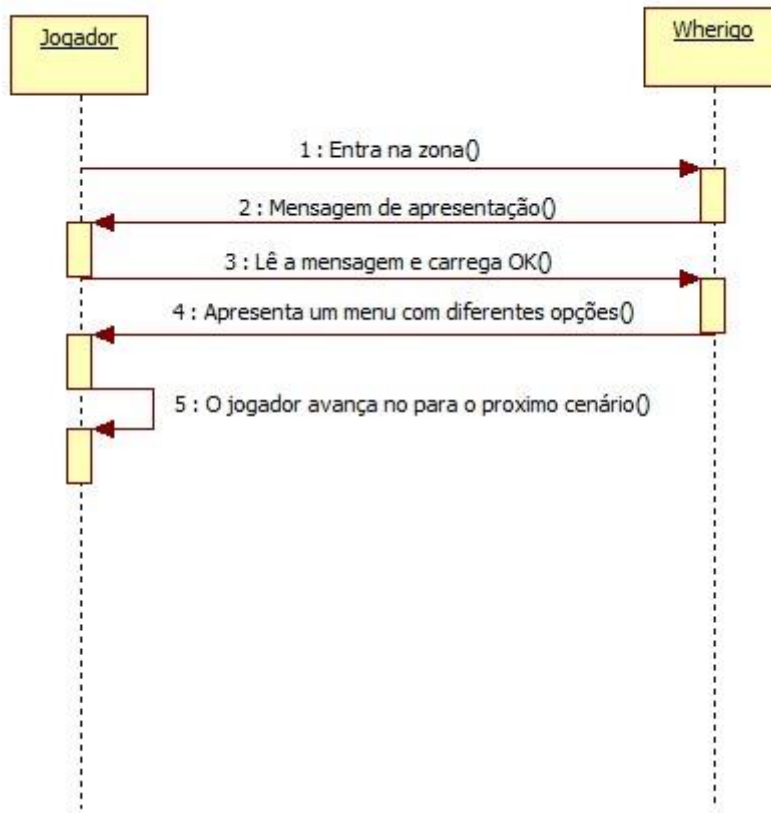 Jogador
Wherigo
1 : Entra na zona()
2 : Mensagem de apresentação()
3 : Lê a mensagem e carrega OK()
4 : Apresenta um menu com diferentes opções()
5 : O jogador avança no para o proximo cenário()